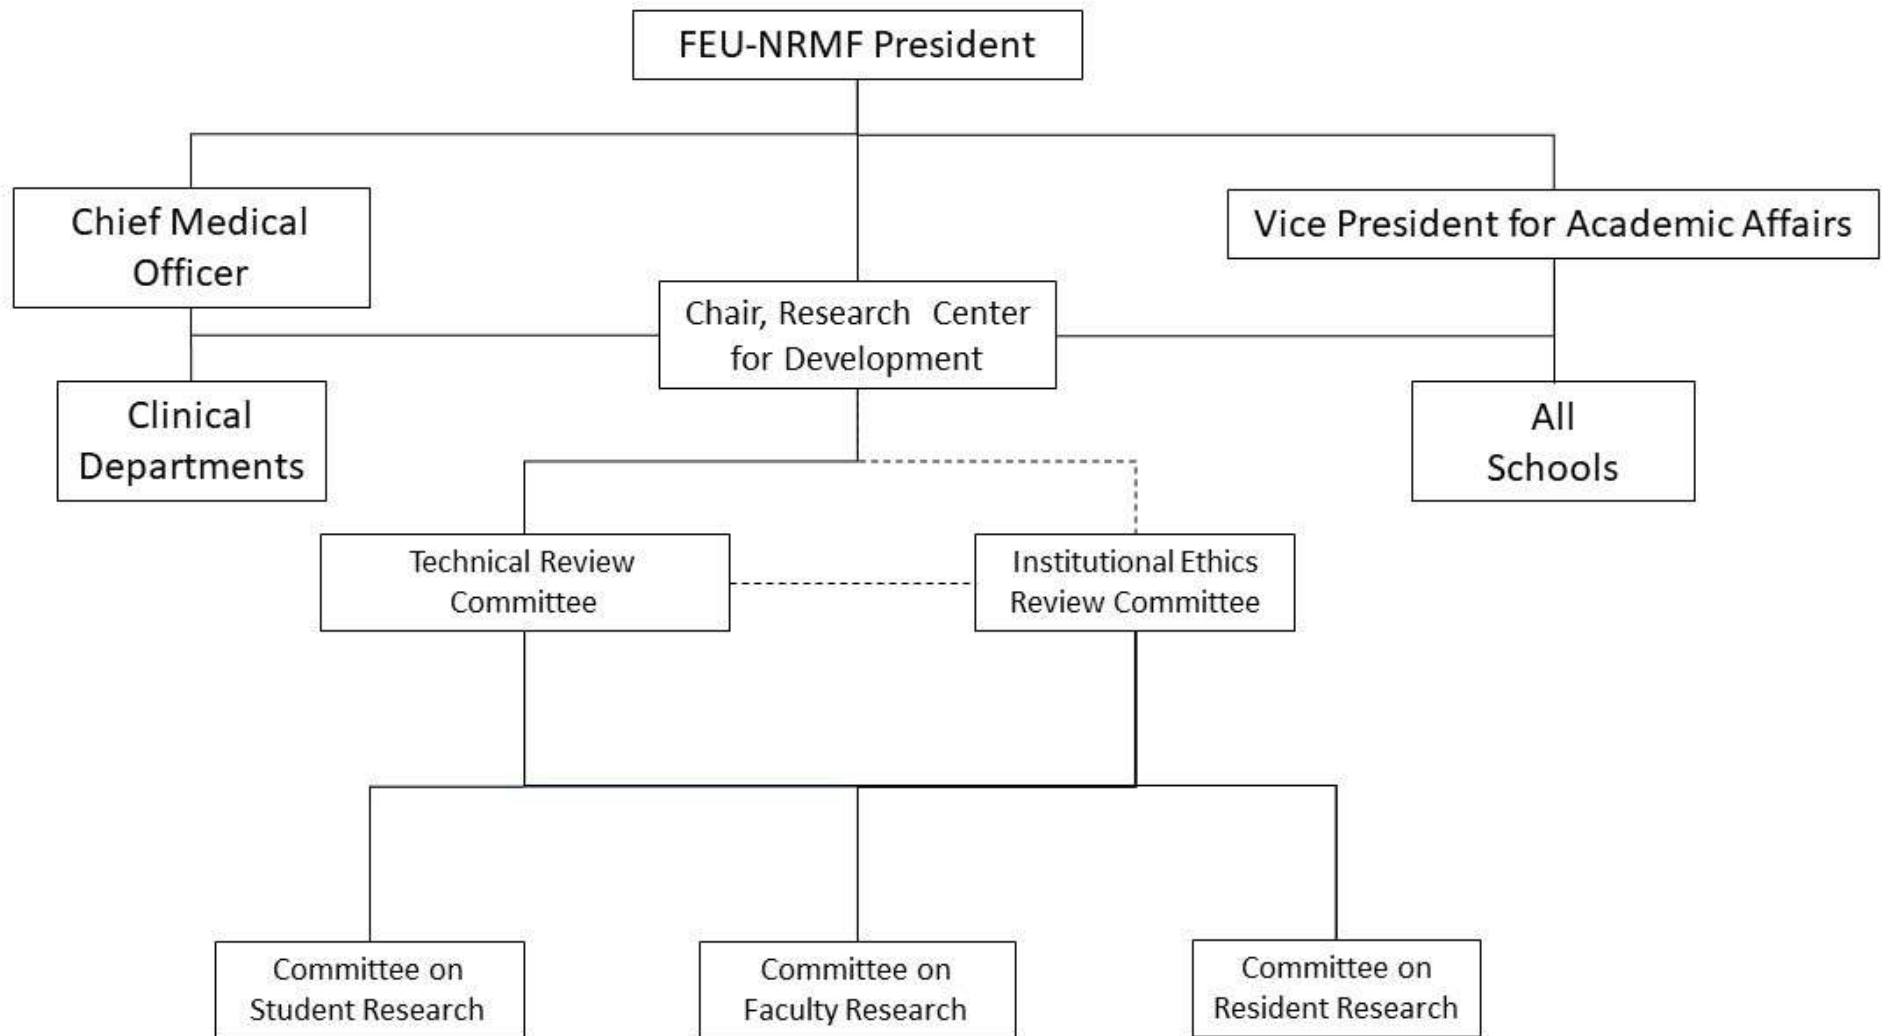 FEU-NRMF President
Chief Medical
Officer
Vice President for Academic Affairs
Chair, Research Center
for Development
Clinical
Departments
All
Schools
Technical Review
Committee
Institutional Ethics
Review Committee
Committee on
Student Research
Committee on
Faculty Research
Committee on
Resident Research